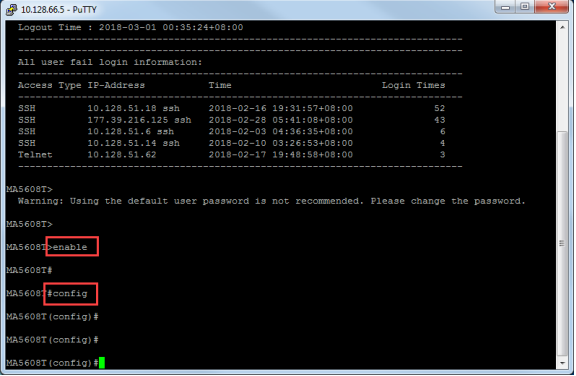 10.128.66.5 - PuTTY
Logout Time : 2018-03-01 00:35:24+08:00
-----------------------------------------------------------------------------
-----------------------------------------------------------------------------
All user fail login information:
-----------------------------------------------------------------------------
Access Type IP-Address Time Login Times
-----------------------------------------------------------------------------
SSH 10.128.51.18 ssh 2018-02-16 19:31:57+08:00 52
SSH 177.39.216.125 ssh 2018-02-28 05:41:08+08:00 43
SSH 10.128.51.6 ssh 2018-02-03 04:36:35+08:00 6
SSH 10.128.51.14 ssh 2018-02-10 03:26:53+08:00 4
Telnet 10.128.51.62 2018-02-17 19:48:58+08:00 3
-----------------------------------------------------------------------------
MA5608T>
Warning: Using the default user password is not recommended. Please change the password.
MA5608T>
MA5608T>enable
MA5608T#
MA5608T#config
MA5608T(config)#
MA5608T(config)#
MA5608T(config)#